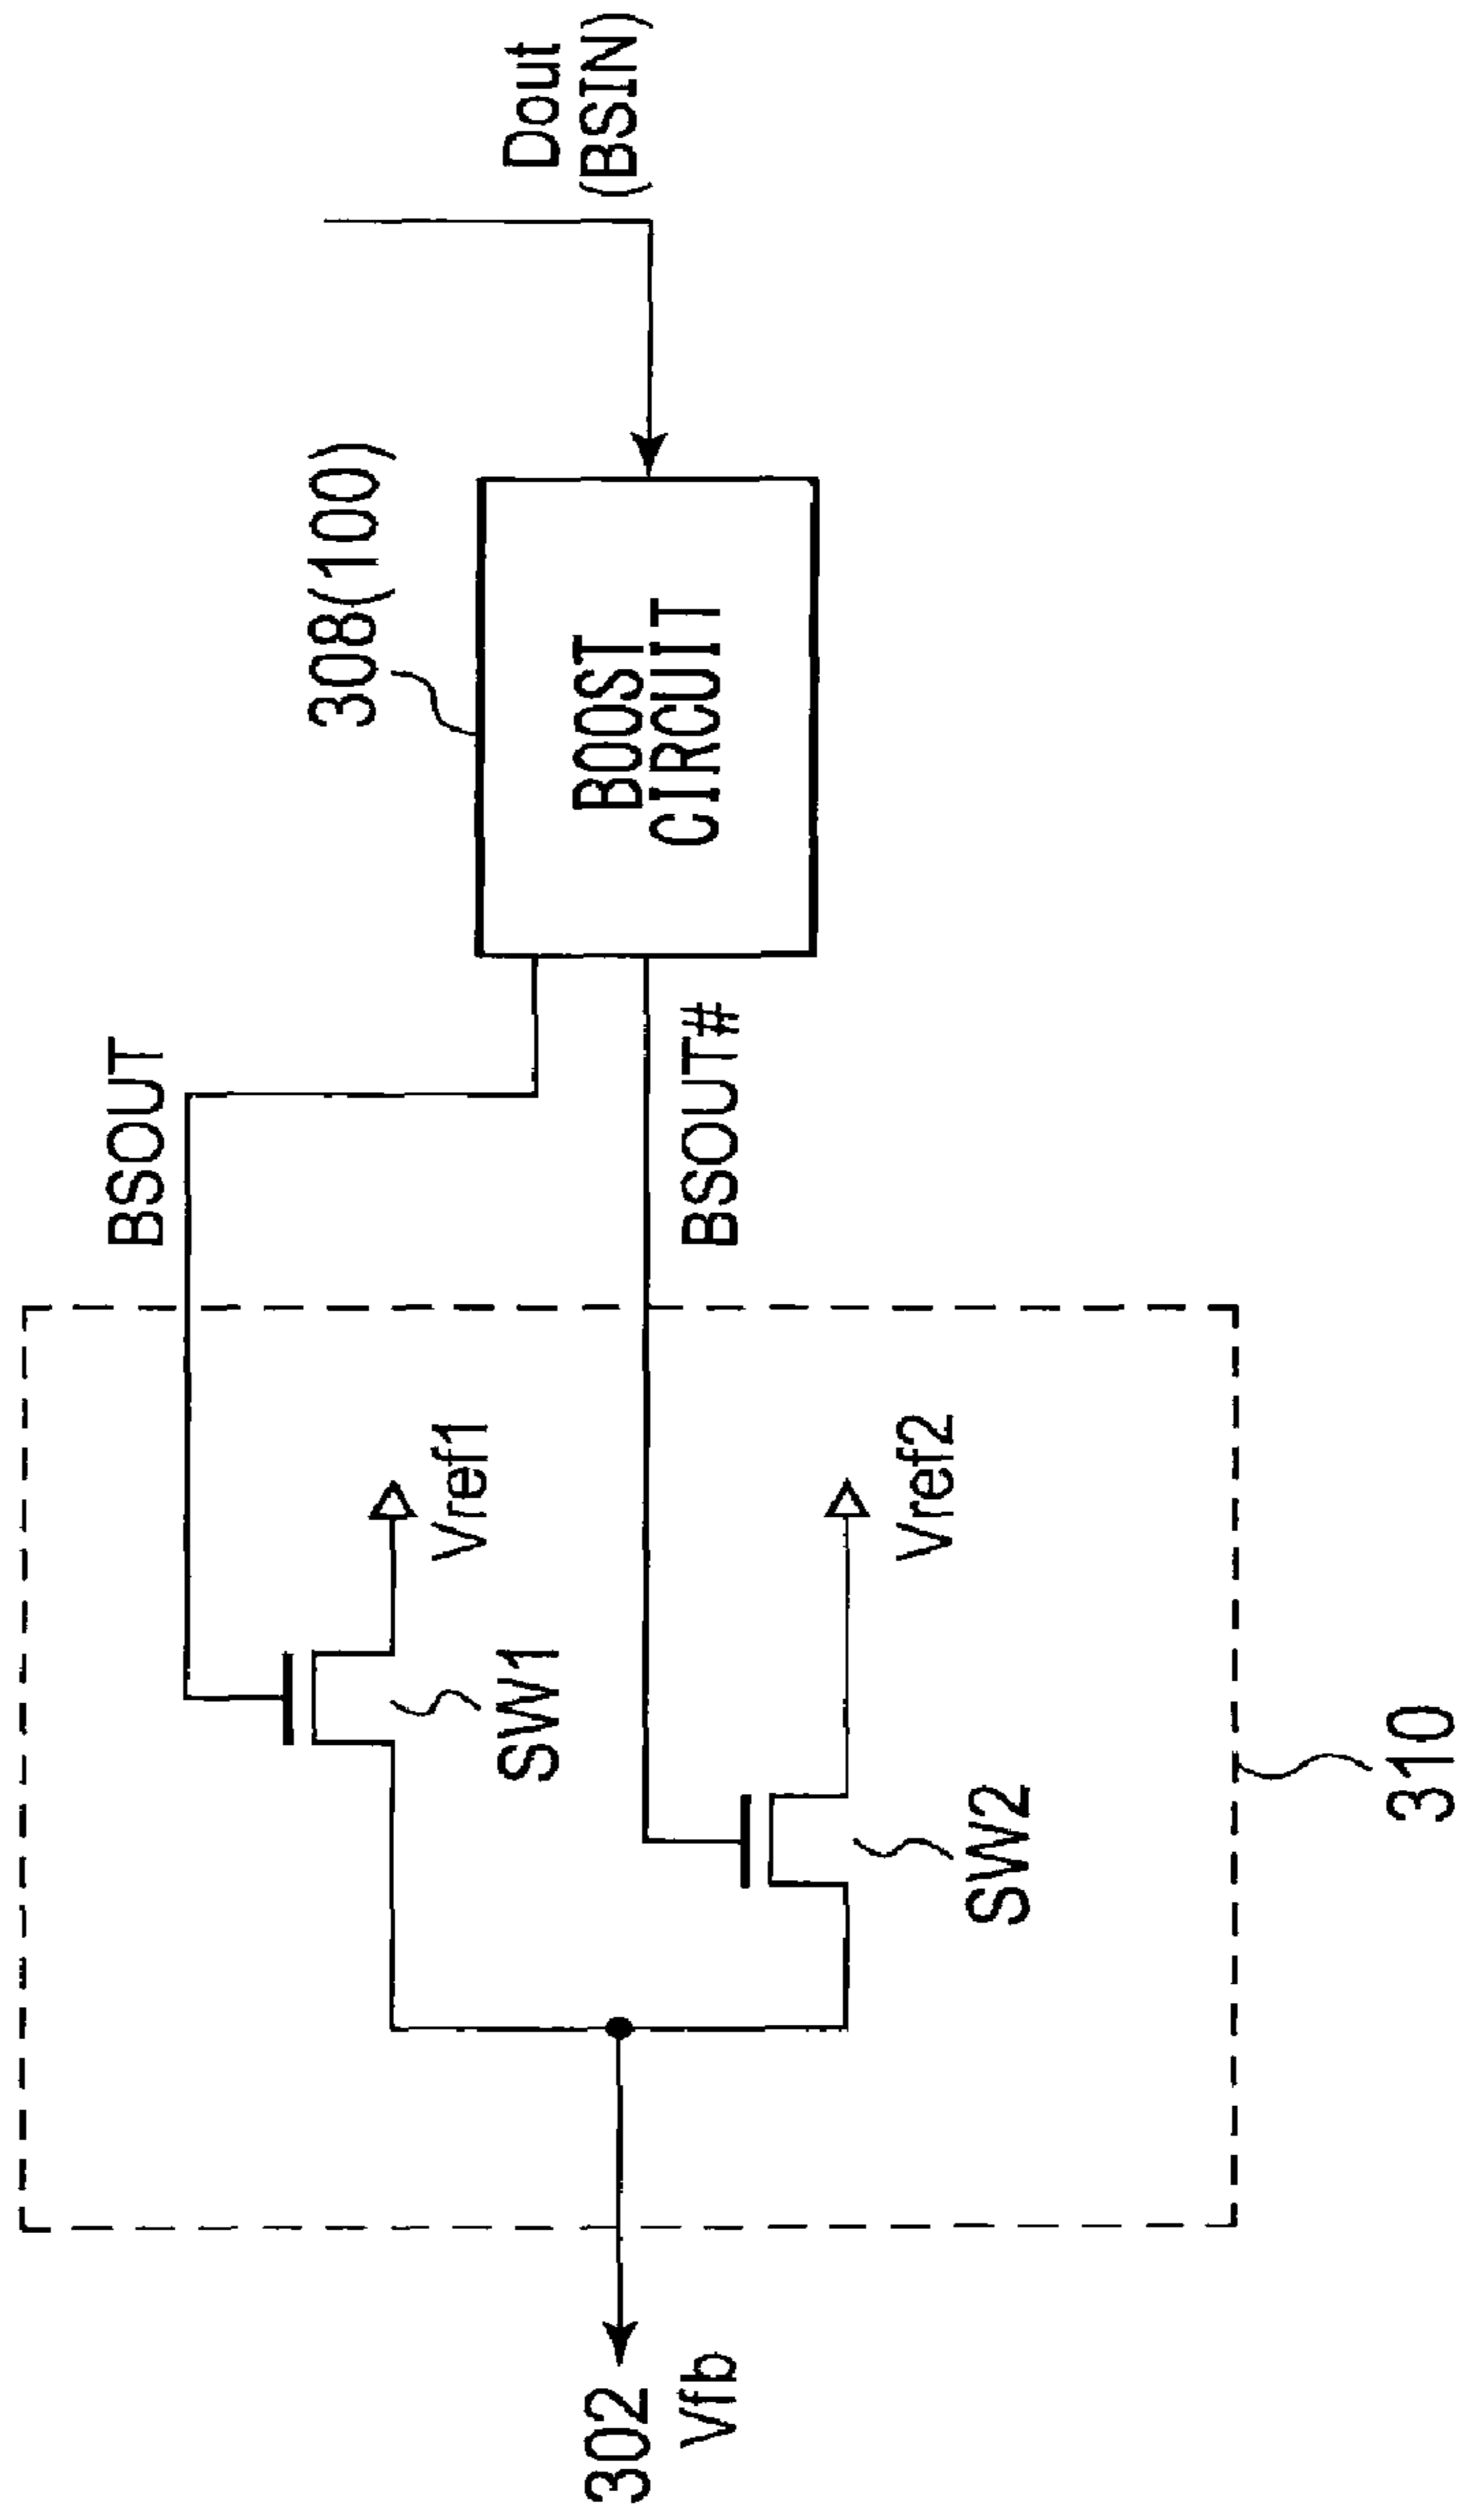 BSOUT
308(100)
Vref1
Dout
(BSIN)
SW1
BOOST
CIRCUIT
302
Vfb
BSOUT#
Vref2
SW2
310